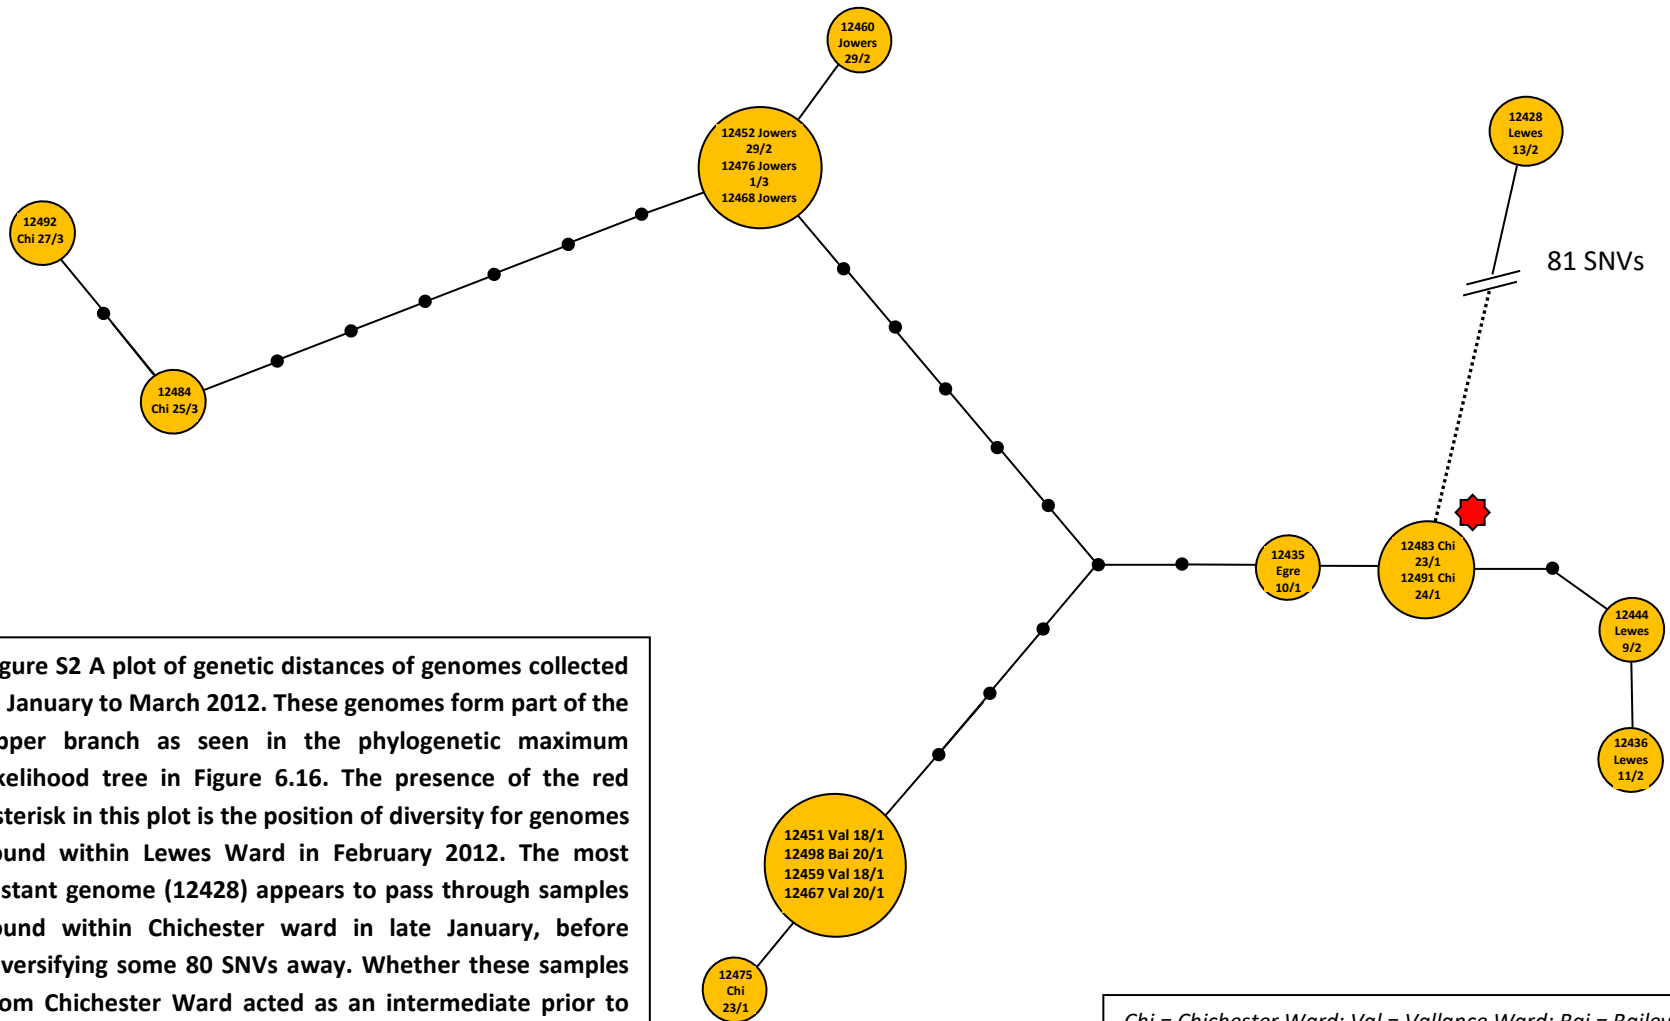 12460
Jowers
29/2
12452 Jowers
29/2
12476 Jowers
1/3
12468 Jowers
12428
Lewes
13/2
81 SNVs
12492
Chi 27/3
12484
Chi 25/3
12435
Egre
10/1
12483 Chi
23/1
12491 Chi
24/1
12444
Lewes
9/2
12436
Lewes
11/2
12451 Val 18/1
12498 Bai 20/1
12459 Val 18/1
12467 Val 20/1
12475
Chi
23/1
igure S2 A plot of genetic distances of genomes collected
January to March 2012. These genomes form part of the
pper branch as seen in the phylogenetic maximum
kelihood tree in Figure 6.16. The presence of the red
sterisk in this plot is the position of diversity for genomes
ound within Lewes Ward in February 2012. The most
istant genome (12428) appears to pass through samples
ound within Chichester ward in late January, before
versifying some 80 SNVs away. Whether these samples
om Chichester Ward acted as an intermediate prior to
Chi = Chichester Ward; Val = Vallance Ward; Bai = Bailey